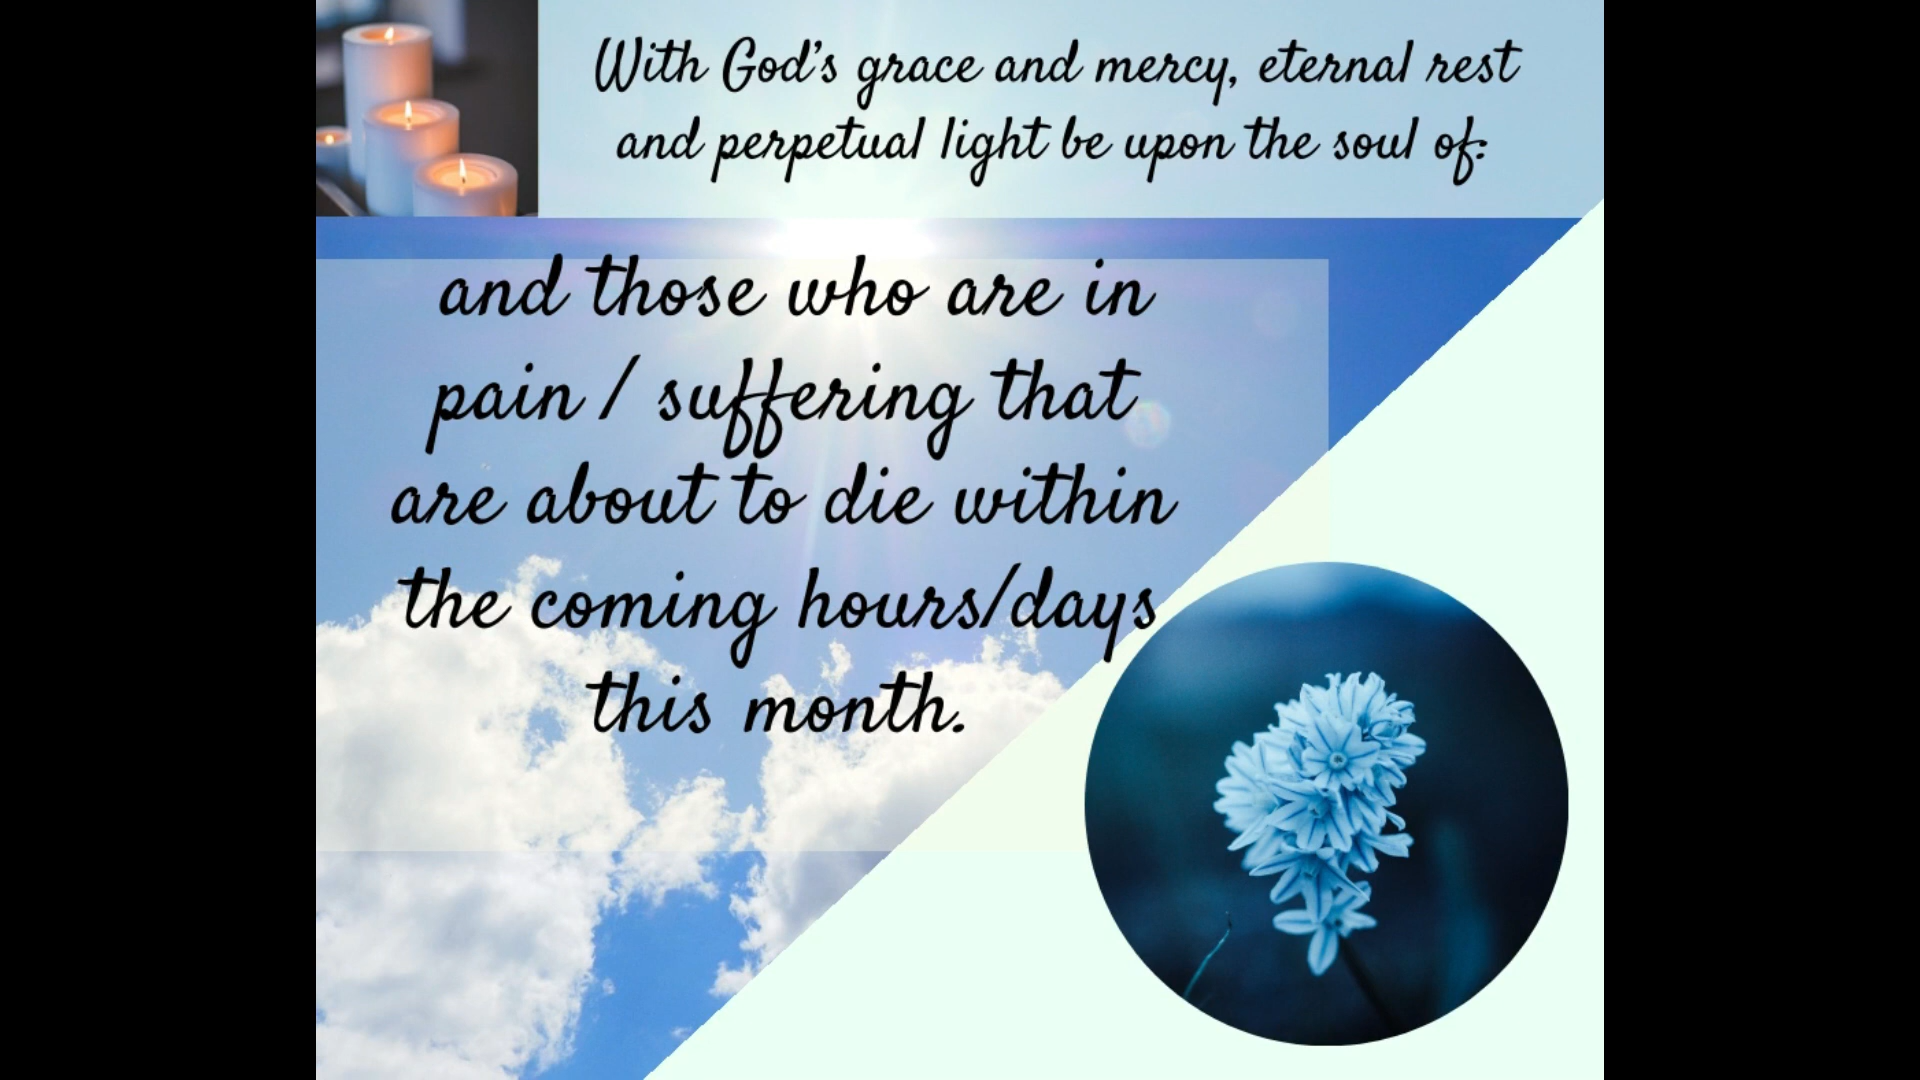 With God's grace and mercy, eternal rest
and perpetual light be upon the soul of:
and those who are in
pain / suffering that
are about to die within
the coming hours/days
this month.